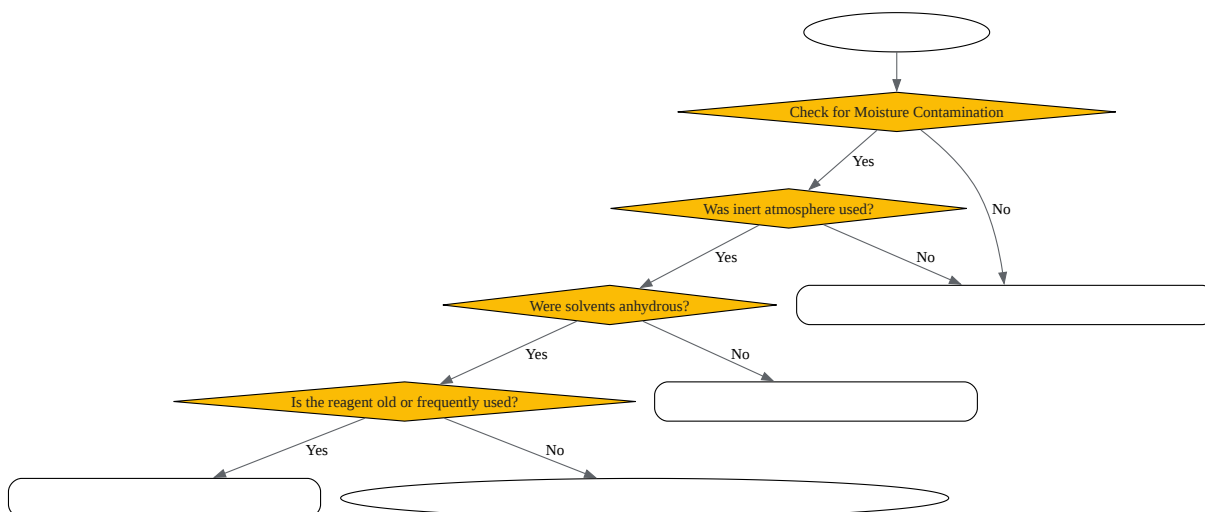 Check for Moisture Contamination
Yes
Was inert atmosphere used?
No
Yes
No
Were solvents anhydrous?
Yes
No
Is the reagent old or frequently used?
Yes
No